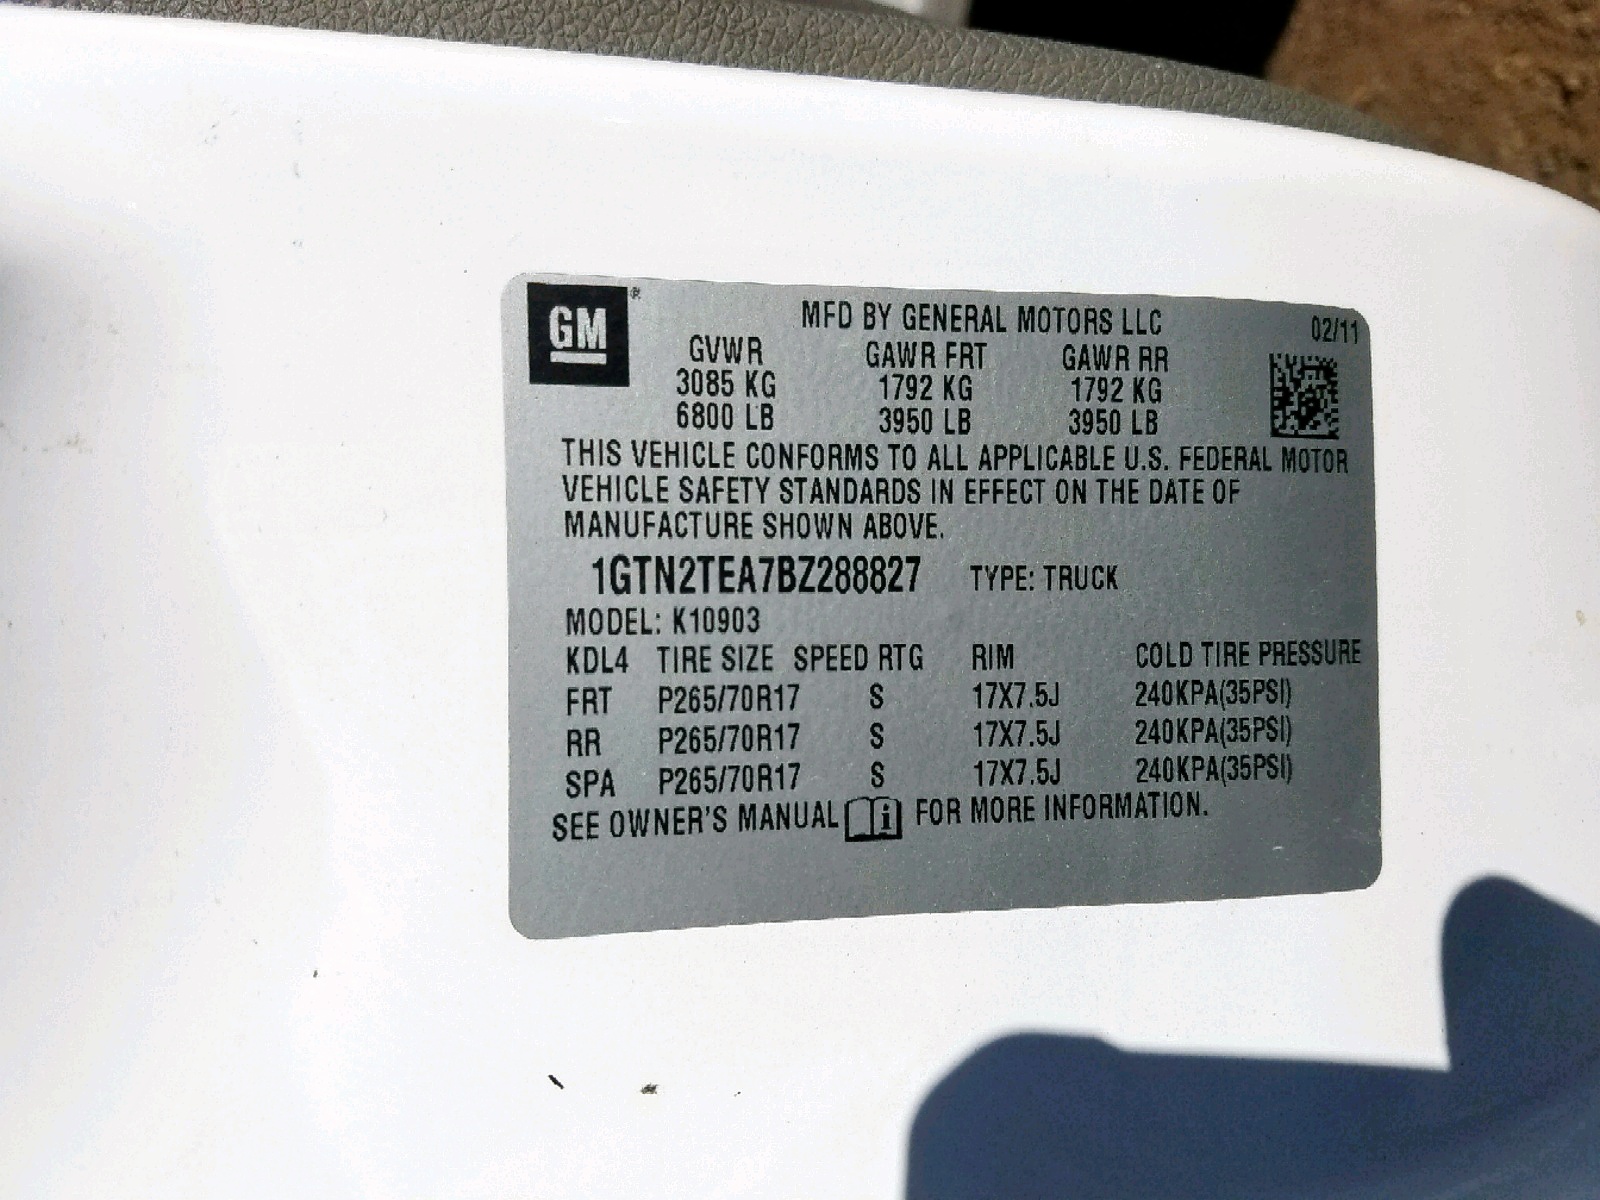 GM®
MFD BY GENERAL MOTORS LLC 02/11
GVWR GAWR FRT GAWR RR
3085 KG 1792 KG 1792 KG
6800 LB 3950 LB 3950 LB
THIS VEHICLE CONFORMS TO ALL APPLICABLE U.S. FEDERAL MOTOR
VEHICLE SAFETY STANDARDS IN EFFECT ON THE DATE OF
MANUFACTURE SHOWN ABOVE.
1GTN2TEA7BZ288827 TYPE: TRUCK
MODEL: K10903
KDL4 TIRE SIZE SPEED RTG RIM COLD TIRE PRESSURE
FRT P265/70R17 S 17X7.5J 240KPA(35PSI)
RR P265/70R17 S 17X7.5J 240KPA(35PSI)
SPA P265/70R17 S 17X7.5J 240KPA(35PSI)
SEE OWNER'S MANUAL i FOR MORE INFORMATION.